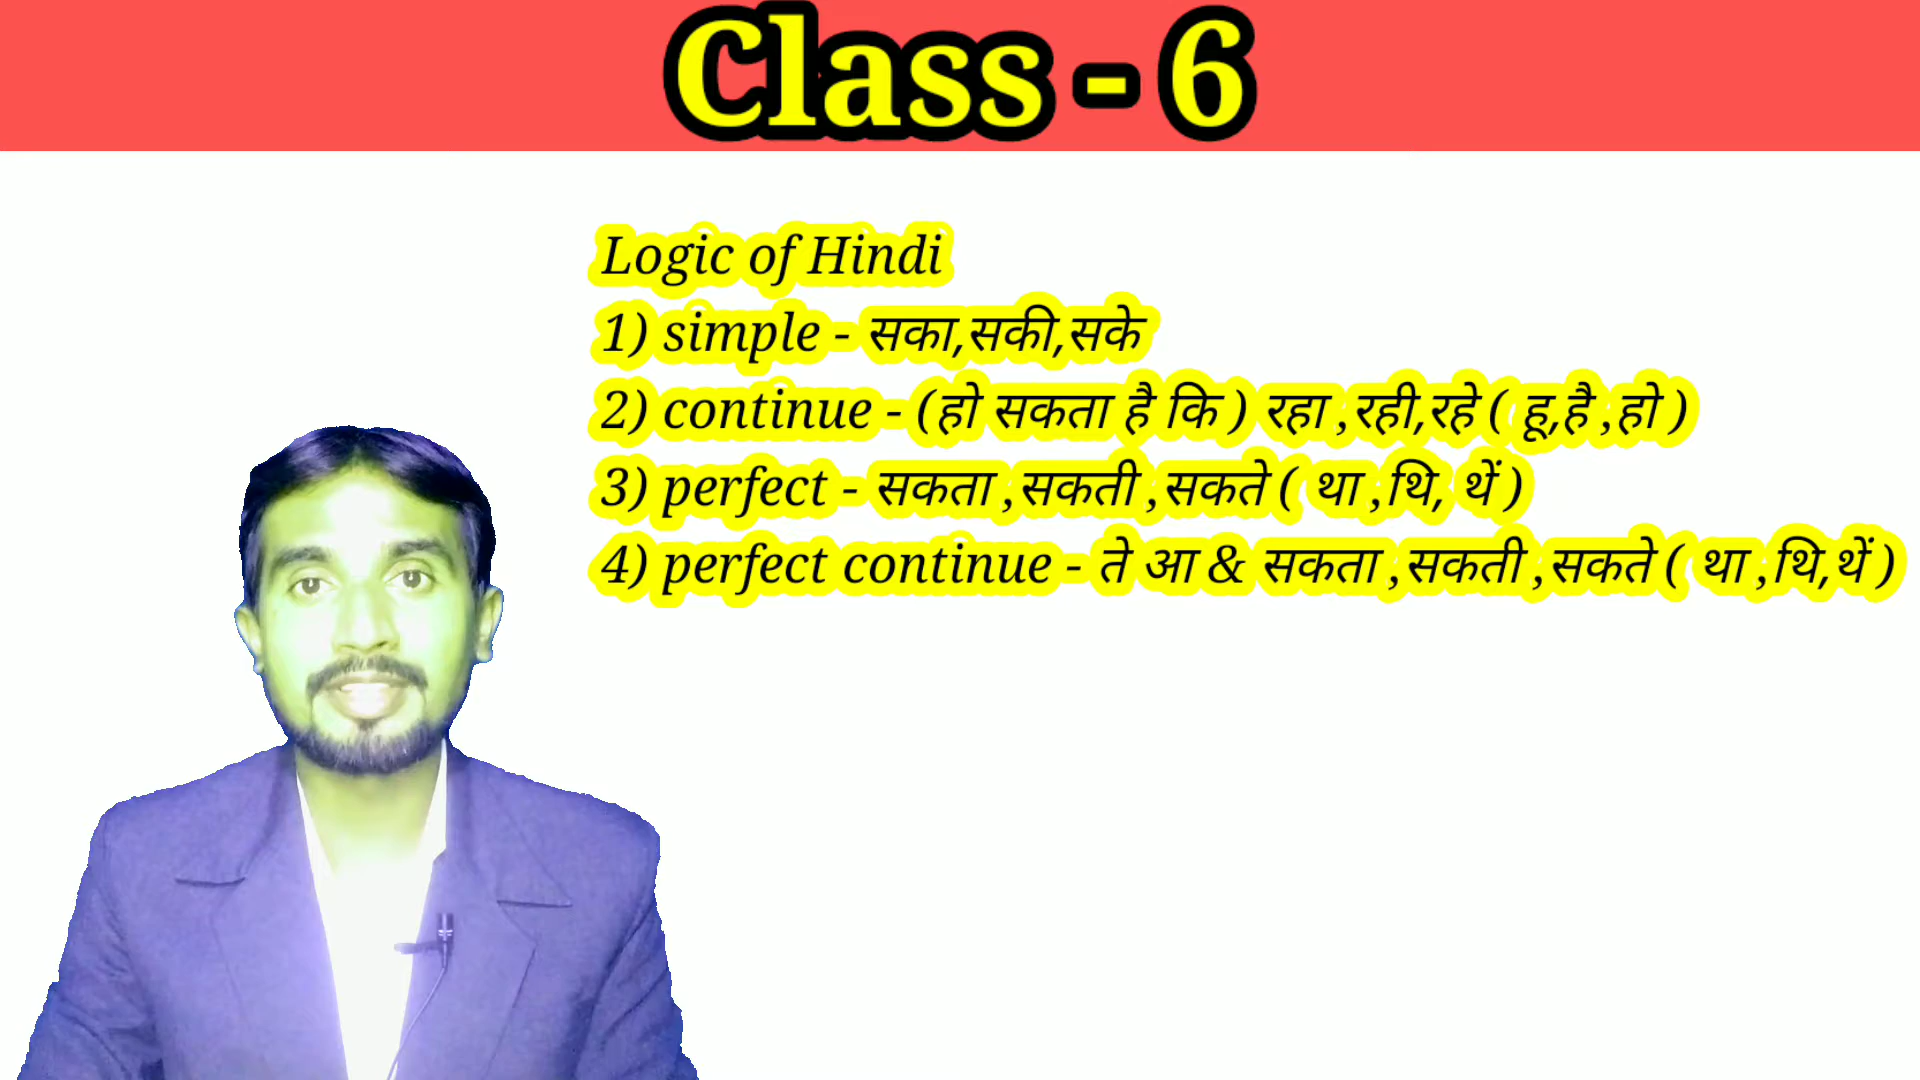 Class - 6
Logic of Hindi
1) simple - सका,सकी,सके
2) continue - (हो सकता है कि ) रहा ,रही,रहे ( हू,है ,हो )
3) perfect - सकता ,सकती ,सकते ( था ,थि, थें )
4) perfect continue - ते आ & सकता ,सकती ,सकते ( था ,थि,थें )